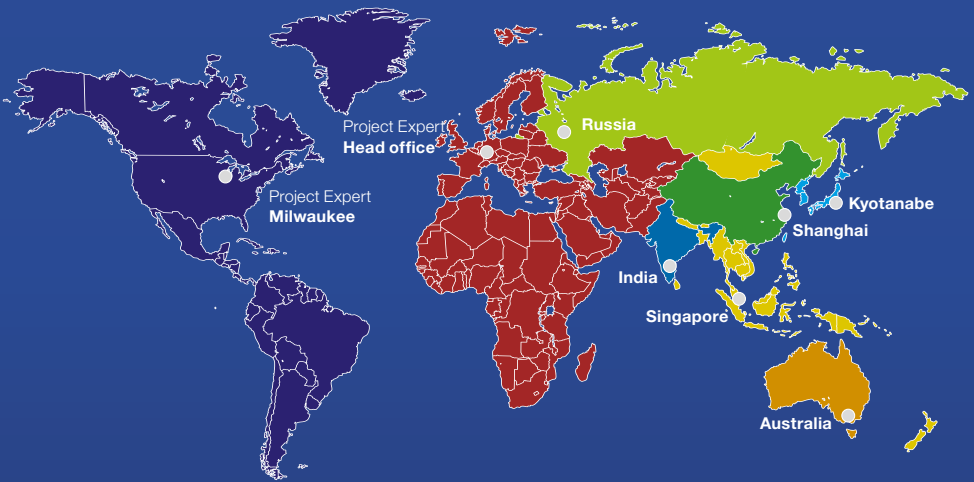 Project Expert
Head office
Russia
Project Expert
Milwaukee
Kyotanabe
Shanghai
India
Singapore
Australia